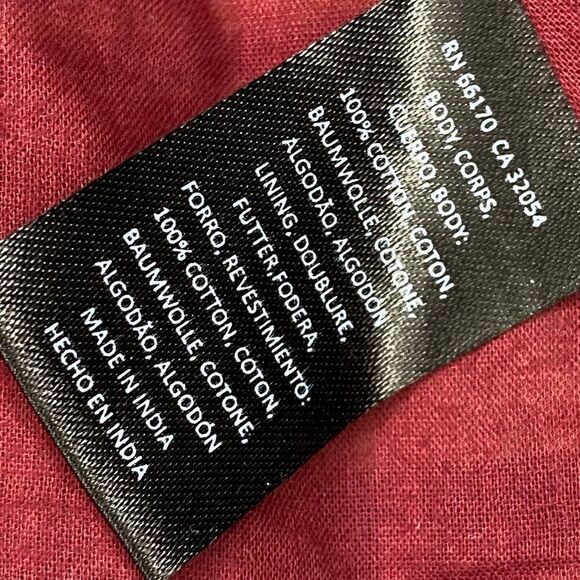 RN 66170 CA 32054
BODY, CORPS,
CUERPO, BODY:
100% COTTON, COTON,
BAUMWOLLE, COTONE,
ALGODÃO, ALGODÓN
LINING, DOUBLURE,
FUTTER,FODERA,
FORRO, REVESTIMIENTO:
100% COTTON, COTON,
BAUMWOLLE, COTONE,
ALGODÃO, ALGODÓN
MADE IN INDIA
HECHO EN INDIA